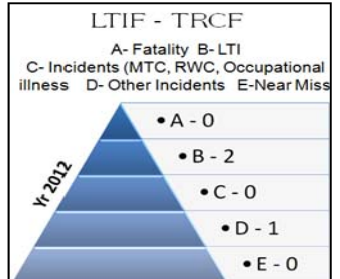 LTIF - TRCF
A- Fatality B- LTI
C- Incidents (MTC, RWC, Occupational
illness D- Other Incidents E-Near Miss
• A - 0
• B - 2
• C - 0
• D - 1
• E - 0
Yr 2012